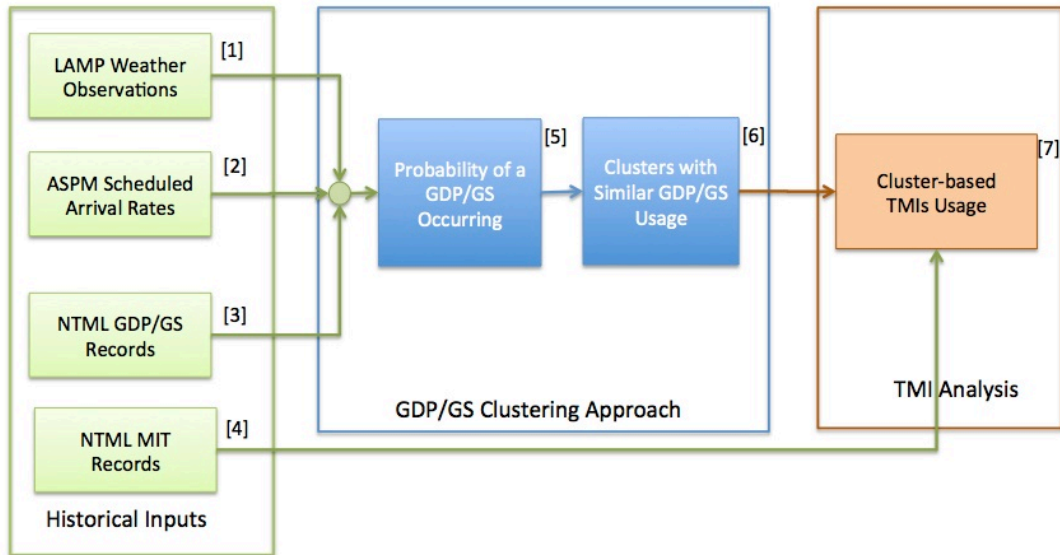 LAMP Weather
Observations
[1]
ASPM Scheduled
Arrival Rates
[2]
NTML GDP/GS
Records
[3]
NTML MIT
Records
[4]
Historical Inputs
Probability of a
GDP/GS
Occurring
[5]
Clusters with
Similar GDP/GS
Usage
[6]
GDP/GS Clustering Approach
Cluster-based
TMIs Usage
[7]
TMI Analysis